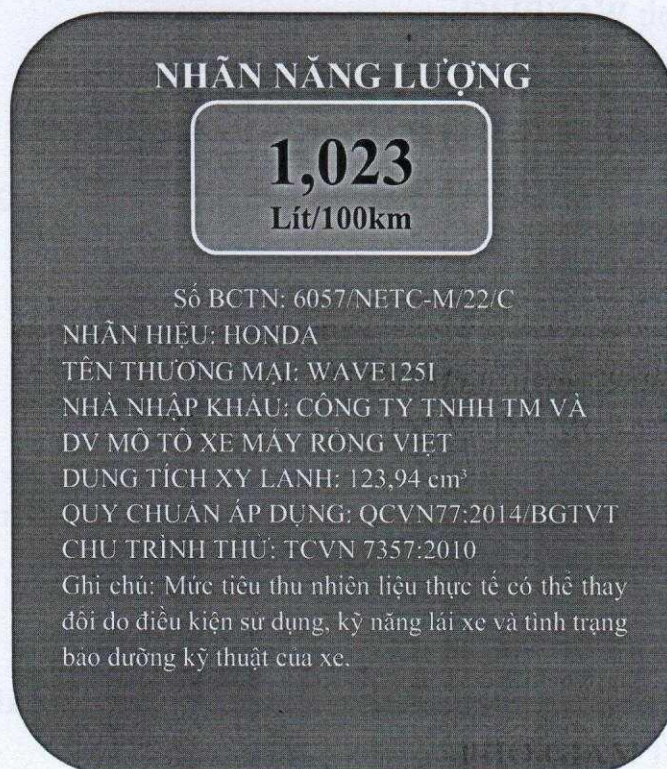 NHÃN NĂNG LƯỢNG
1,023
Lít/100km
Số BCTN: 6057/NETC-M/22/C
NHÃN HIỆU: HONDA
TÊN THƯƠNG MẠI: WAVE125I
NHÀ NHẬP KHẨU: CÔNG TY TNHH TM VÀ
DV MÔ TÔ XE MÁY RỒNG VIỆT
DUNG TÍCH XY LANH: 123,94 cm³
QUY CHUẨN ÁP DỤNG: QCVN77:2014/BGTVT
CHU TRÌNH THỬ: TCVN 7357:2010
Ghi chú: Mức tiêu thu nhiên liệu thực tế có thể thay
đổi do điều kiện sử dụng, kỹ năng lái xe và tình trạng
bảo dưỡng kỹ thuật của xe.